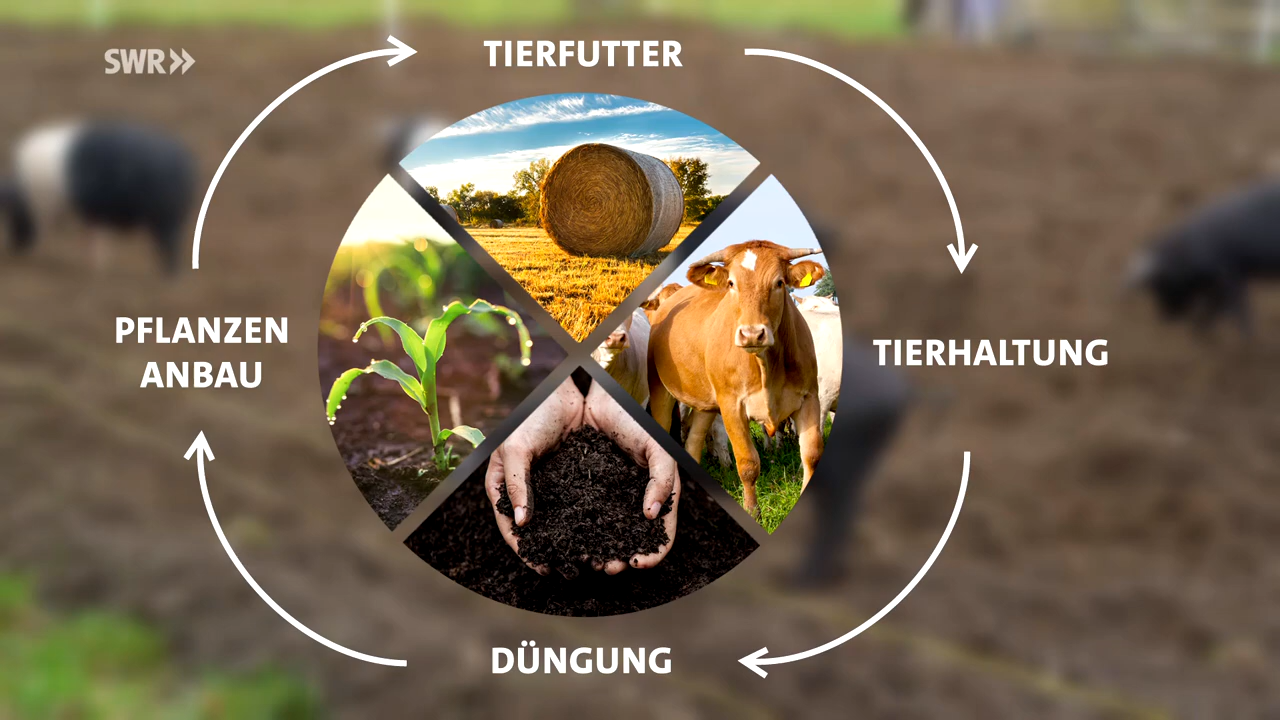 SWR»
TIERFUTTER
PFLANZEN
ANBAU
TIERHALTUNG
DÜNGUNG